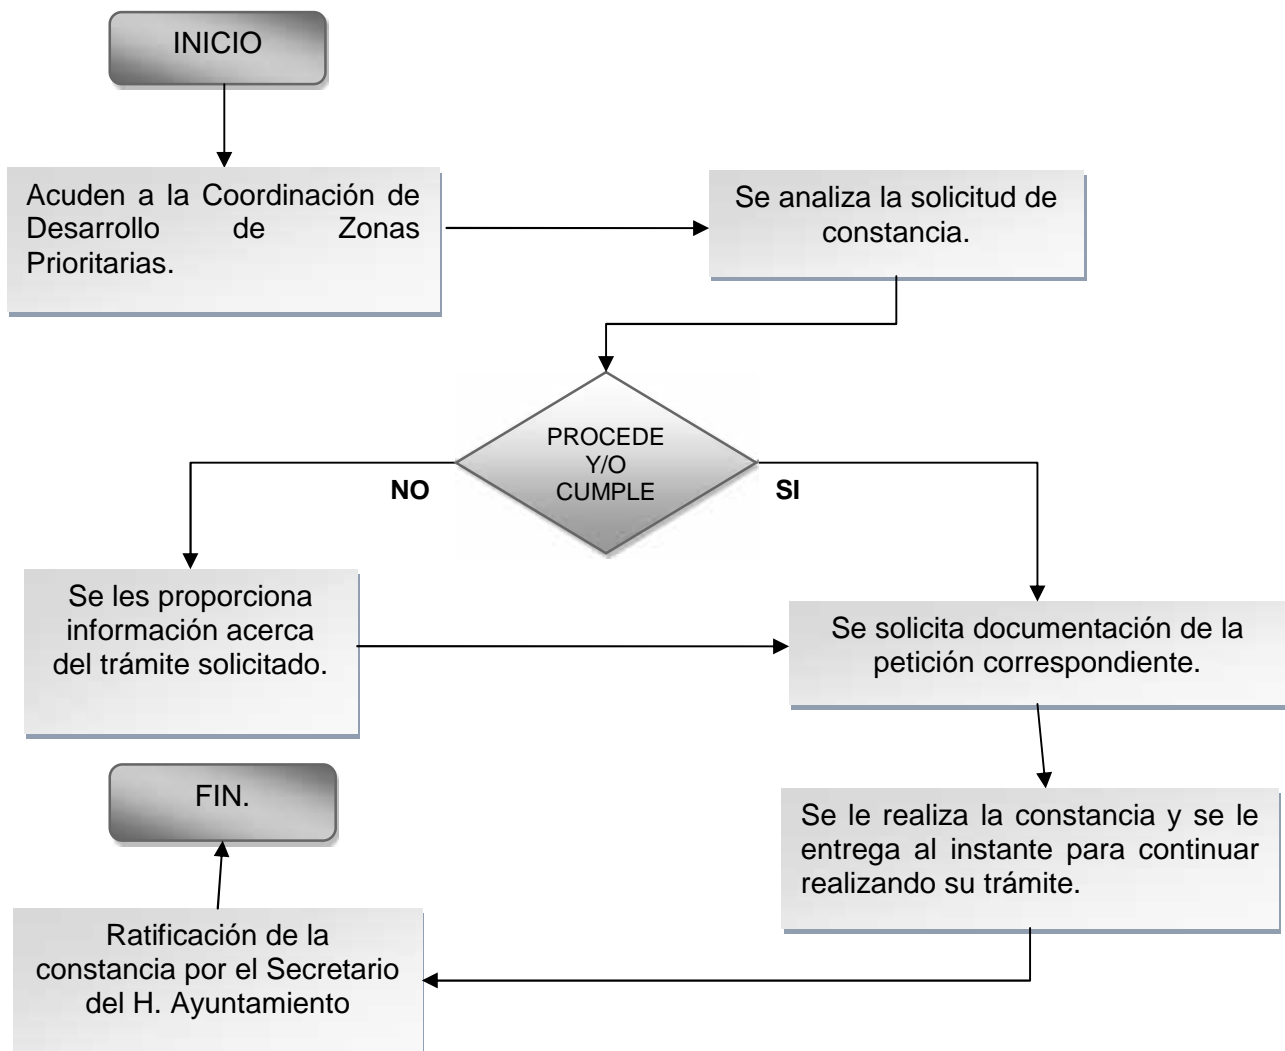 INICIO
Acuden a la Coordinación de
Desarrollo de Zonas
Prioritarias.
Se analiza la solicitud de
constancia.
PROCEDE
Y/O
CUMPLE
NO
SI
Se les proporciona
información acerca
del trámite solicitado.
Se solicita documentación de la
petición correspondiente.
Se le realiza la constancia y se le
entrega al instante para continuar
realizando su trámite.
Ratificación de la
constancia por el Secretario
del H. Ayuntamiento
FIN.